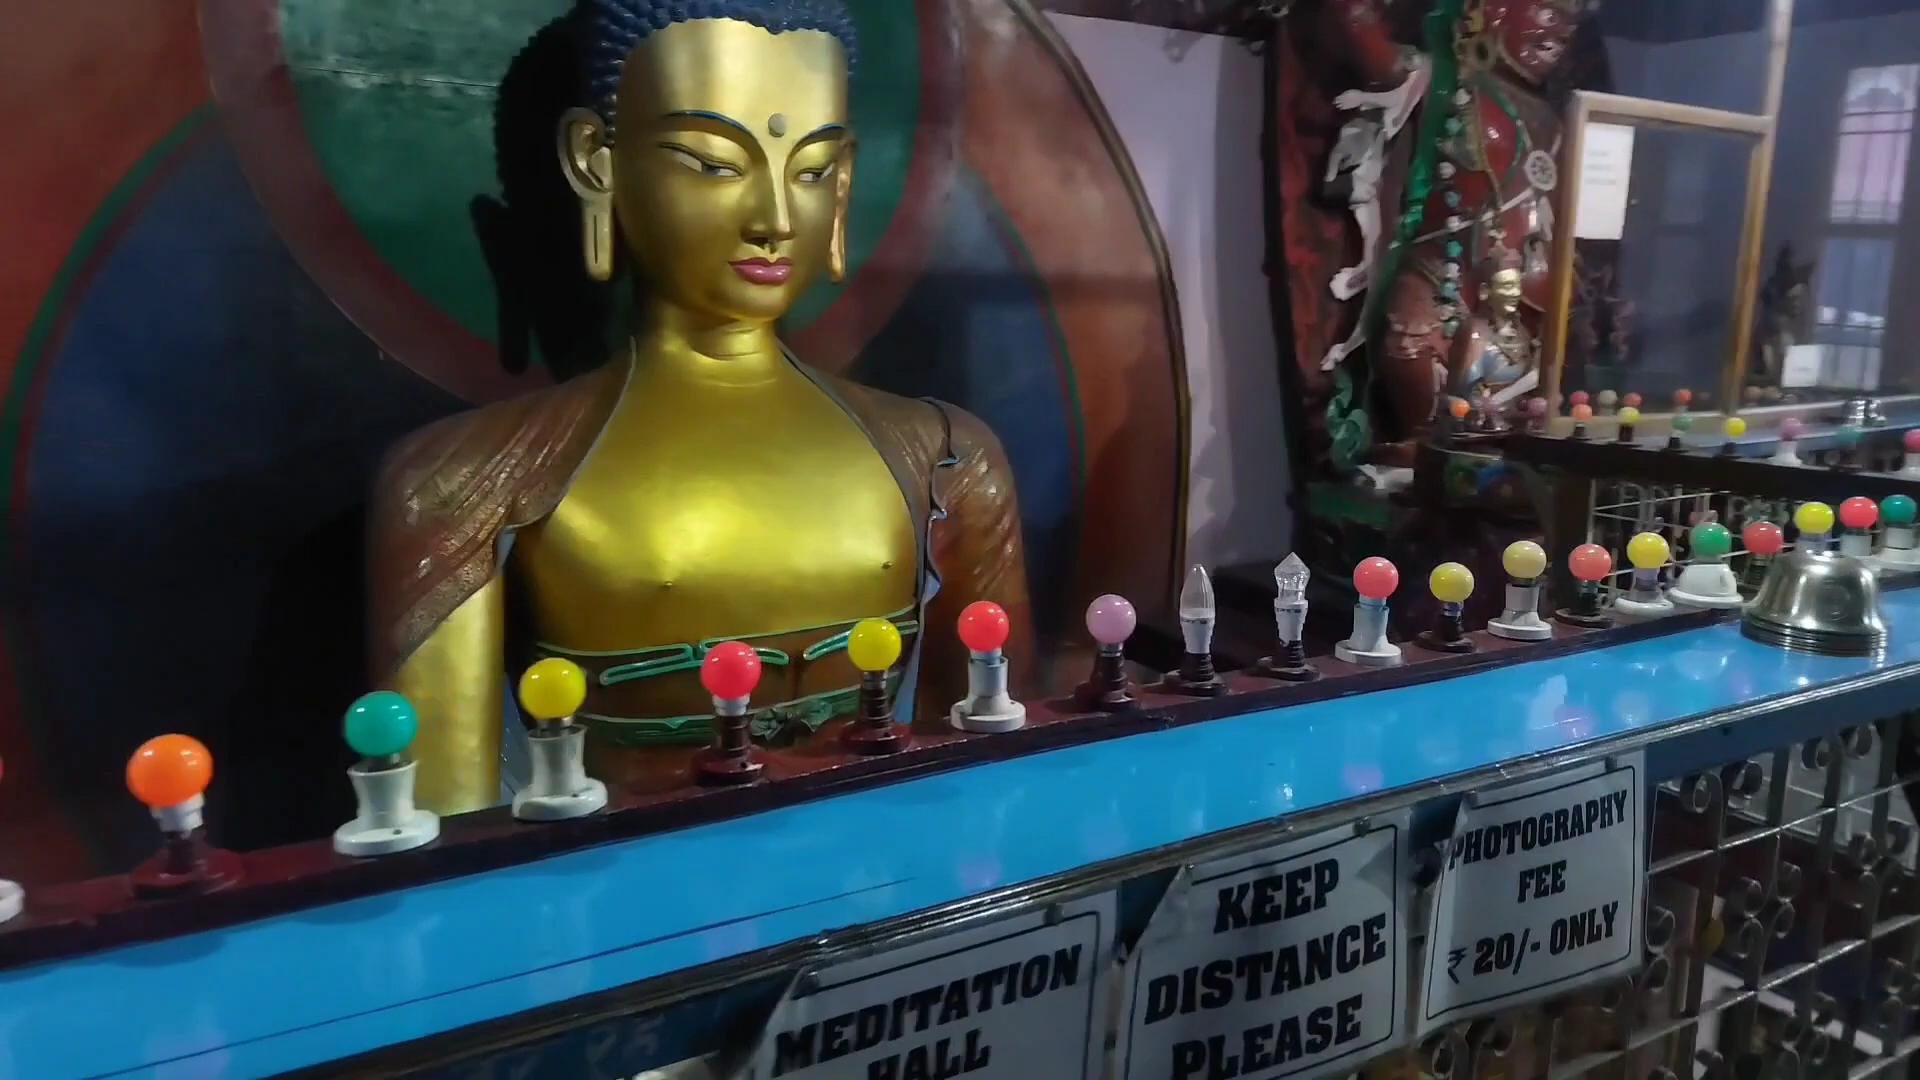 MEDITATION
HALL
KEEP
DISTANCE
PLEASE
PHOTOGRAPHY
FEE
₹ 20/- ONLY